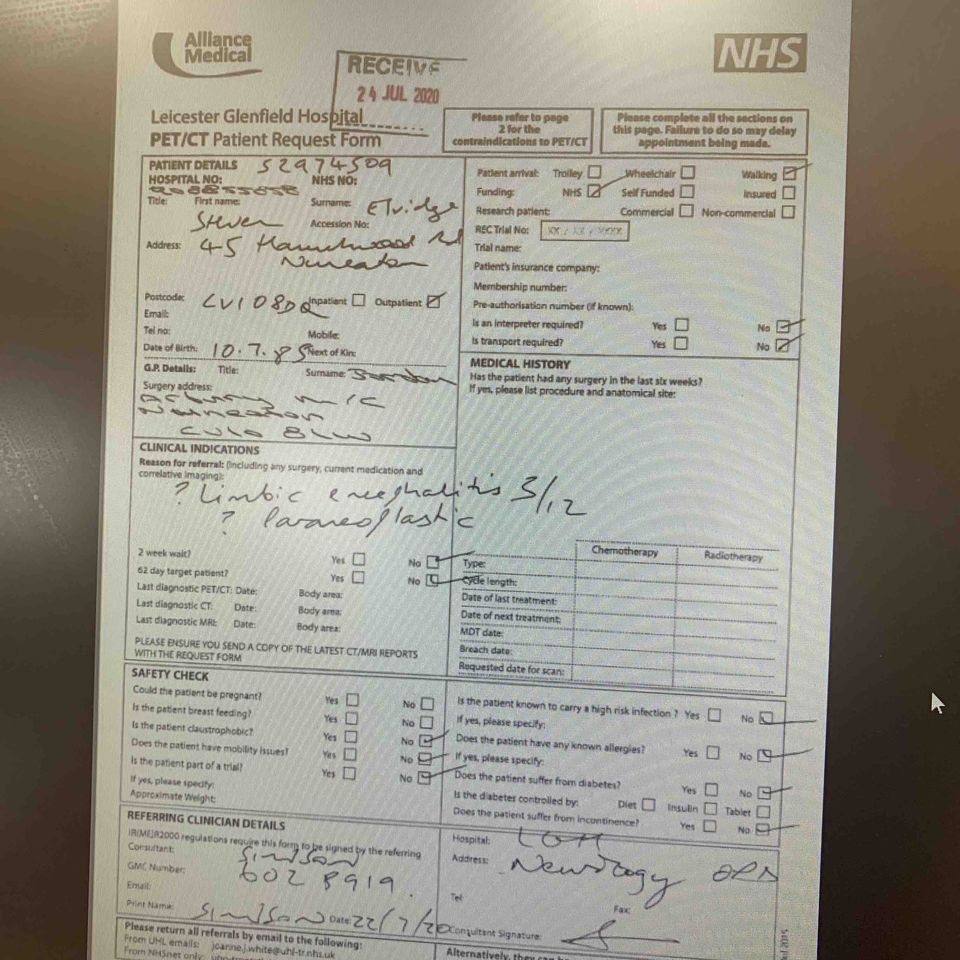 Alliance
Medical
NHS
RECEIVE
24 JUL 2020
Leicester Glenfield Hospital
PET/CT Patient Request Form
Please refer to page
2 for the
contraindications to PET/CT
Please complete all the sections on
this page. Failure to do so may delay
appointment being made.
PATIENT DETAILS S2974509
HOSPITAL NO: NHS NO:
Title: First name: Surname: Elvidge
Steven Accession No:
Address: 45
Nuneaton
Postcode: CV10 8DQ Inpatient Outpatient
Email:
Tel no: Mobile:
Date of Birth: 10.7.85 Next of Kin:
G.P. Details: Title: Surname:
Surgery address:
Arbury M/C
Nuneaton
CV10 8LW
Patient arrival: Trolley Wheelchair Walking
Funding: NHS Self Funded Insured
Research patient: Commercial Non-commercial
REC Trial No: XX / XX / XXXX
Trial name:
Patient's insurance company:
Membership number:
Pre-authorisation number (if known):
Is an interpreter required? Yes No
Is transport required? Yes No
MEDICAL HISTORY
Has the patient had any surgery in the last six weeks?
If yes, please list procedure and anatomical site:
CLINICAL INDICATIONS
Reason for referral: (including any surgery, current medication and
correlative imaging):
? Limbic encephalitis 3/12
? Paraneoplastic
2 week wait? Yes No
62 day target patient? Yes No
Last diagnostic PET/CT: Date: Body area:
Last diagnostic CT: Date: Body area:
Last diagnostic MRI: Date: Body area:
PLEASE ENSURE YOU SEND A COPY OF THE LATEST CT/MRI REPORTS
WITH THE REQUEST FORM
Chemotherapy Radiotherapy
Type:
Cycle length:
Date of last treatment:
Date of next treatment:
MDT date:
Breach date:
Requested date for scan:
SAFETY CHECK
Could the patient be pregnant? Yes No
Is the patient breast feeding? Yes No
Is the patient claustrophobic? Yes No
Does the patient have mobility issues? Yes No
Is the patient part of a trial? Yes No
If yes, please specify:
Approximate Weight:
Is the patient known to carry a high risk infection ? Yes No
If yes, please specify:
Does the patient have any known allergies? Yes No
If yes, please specify:
Does the patient suffer from diabetes? Yes No
Is the diabetes controlled by: Diet Insulin Tablet
Does the patient suffer from incontinence? Yes No
REFERRING CLINICIAN DETAILS
IR(ME)R2000 regulations require this form to be signed by the referring
Consultant: SIMISON
GMC Number: 602 8919
Email:
Print Name: SIMISON Date: 22/7/20
Hospital: LGH
Address: Neurology OPD
Tel
Fax:
Consultant Signature:
Please return all referrals by email to the following:
From UHL emails: joanne.j.white@uhl-tr.nhs.uk
From NHSnet only:
Alternatively, they can be